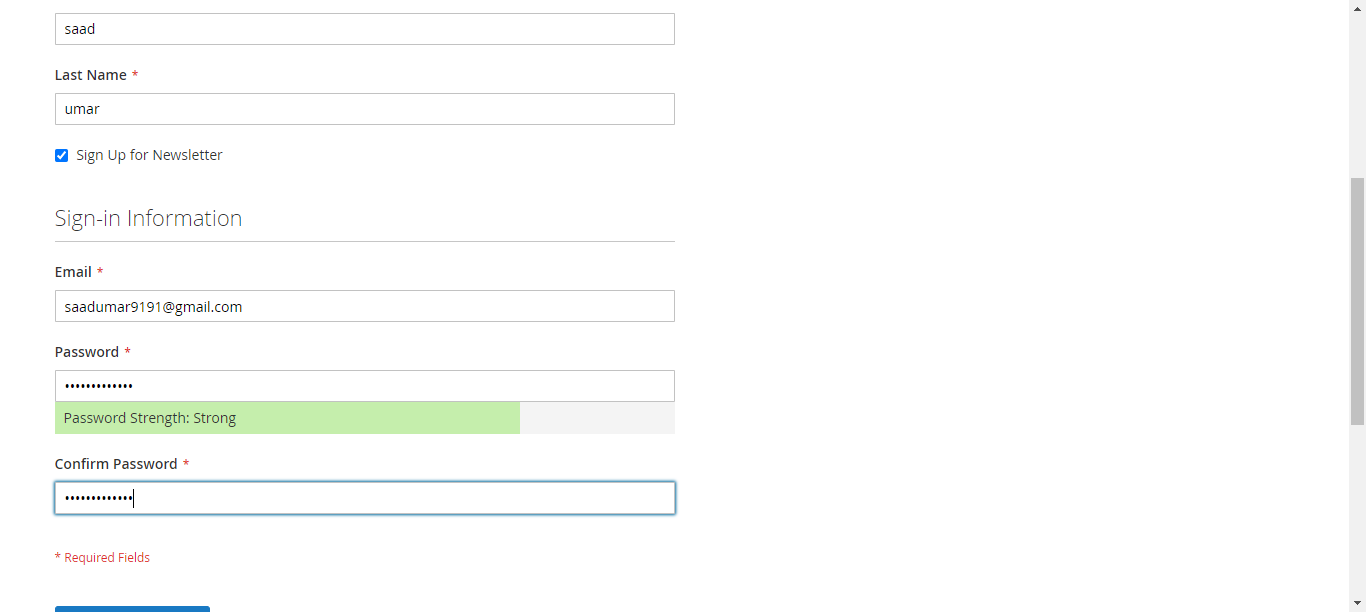 saad
Last Name *
umar
Sign Up for Newsletter
Sign-in Information
Email *
saadumar9191@gmail.com
Password *
•••••••••••••
Password Strength: Strong
Confirm Password *
•••••••••••••
* Required Fields